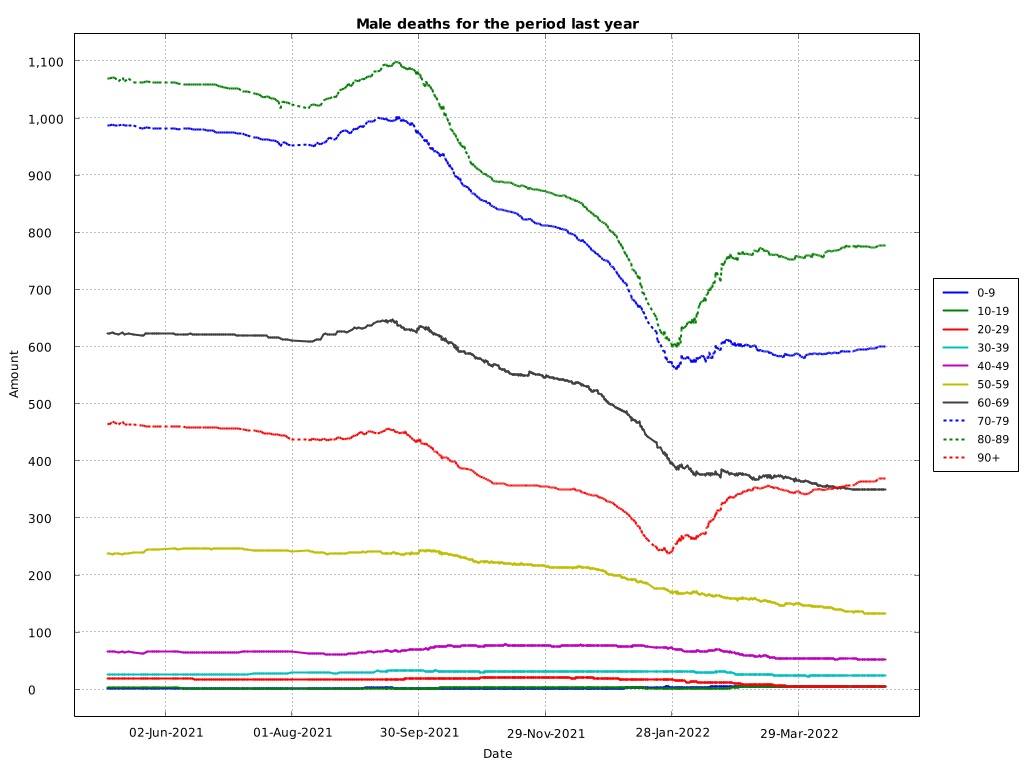 Male deaths for the period last year
1,100
1,000
900
800
700
600
500
400
300
200
100
0
Amount
02-Jun-2021
01-Aug-2021
30-Sep-2021
29-Nov-2021
28-Jan-2022
29-Mar-2022
Date
0-9
10-19
20-29
30-39
40-49
50-59
60-69
70-79
80-89
90+